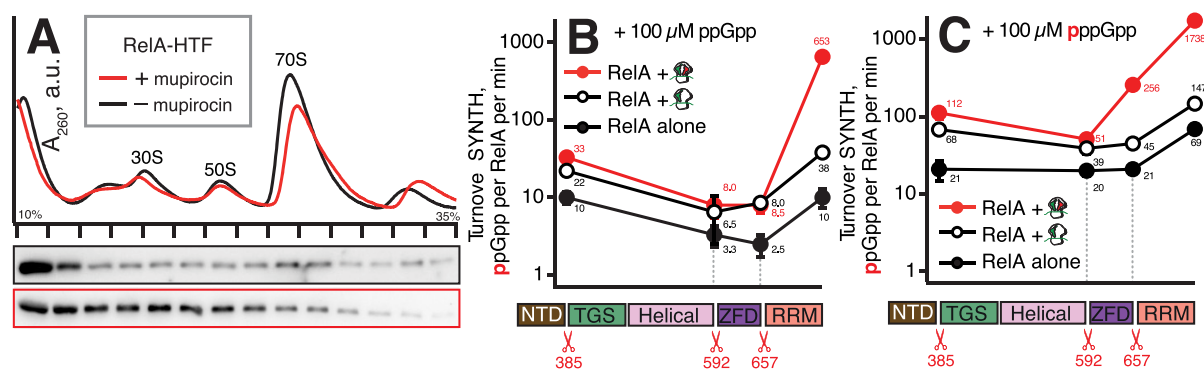 A
RelA-HTF
+ mupirocin
− mupirocin
A260, a.u.
70S
30S
50S
10%
35%
B
+ 100 µM ppGpp
Turnove SYNTH,
ppGpp per RelA per min
1000
100
10
1
RelA +
RelA +
RelA alone
653
33
22
10
8.0
6.5
3.3
8.0
8.5
2.5
38
10
NTD
TGS
Helical
ZFD
RRM
385
592
657
C
+ 100 µM pppGpp
Turnover SYNTH,
ppGpp per RelA per min
1000
100
10
1
1738
112
68
21
51
39
20
256
45
21
147
69
RelA +
RelA +
RelA alone
NTD
TGS
Helical
ZFD
RRM
385
592
657